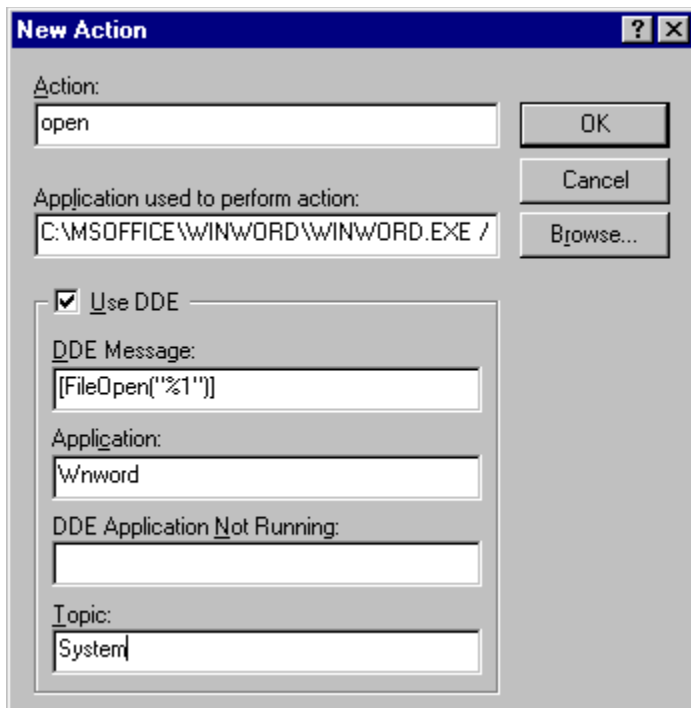 New Action
Action:
open
OK
Cancel
Application used to perform action:
C:\MSOFFICE\WINWORD\WINWORD.EXE /
Browse...
Use DDE
DDE Message:
[FileOpen("%1")]
Application:
Wnword
DDE Application Not Running:
Topic:
System